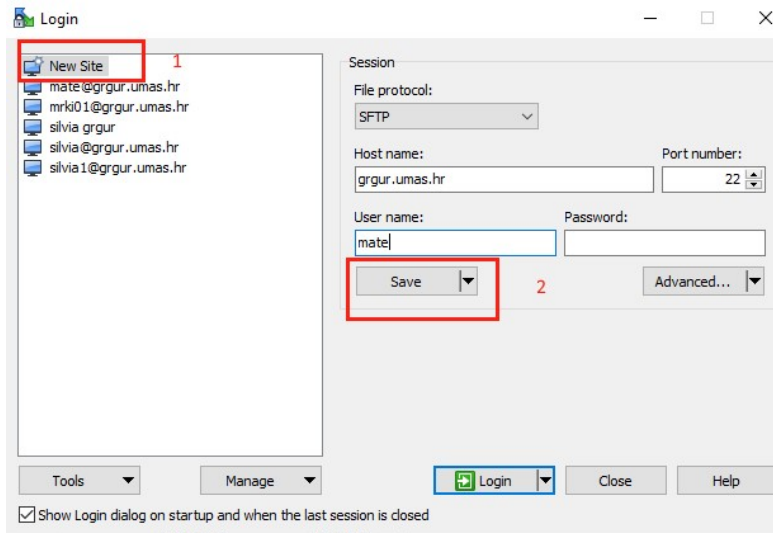 Login
New Site
1
mate@grgur.umas.hr
mrki01@grgur.umas.hr
silvia grgur
silvia@grgur.umas.hr
silvia1@grgur.umas.hr
Session
File protocol:
SFTP
Host name:
Port number:
grgur.umas.hr
22
User name:
Password:
mate
Save
2
Advanced...
Tools
Manage
Login
Close
Help
Show Login dialog on startup and when the last session is closed